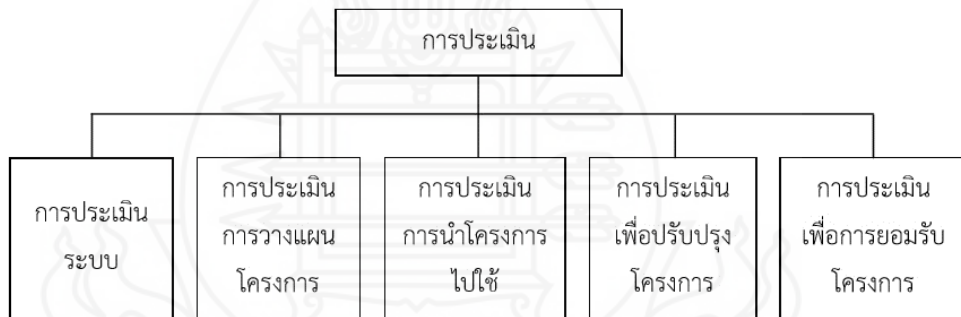 การประเมิน
การประเมิน
ระบบ
การประเมิน
การวางแผน
โครงการ
การประเมิน
การนำโครงการ
ไปใช้
การประเมิน
เพื่อปรับปรุง
โครงการ
การประเมิน
เพื่อการยอมรับ
โครงการ